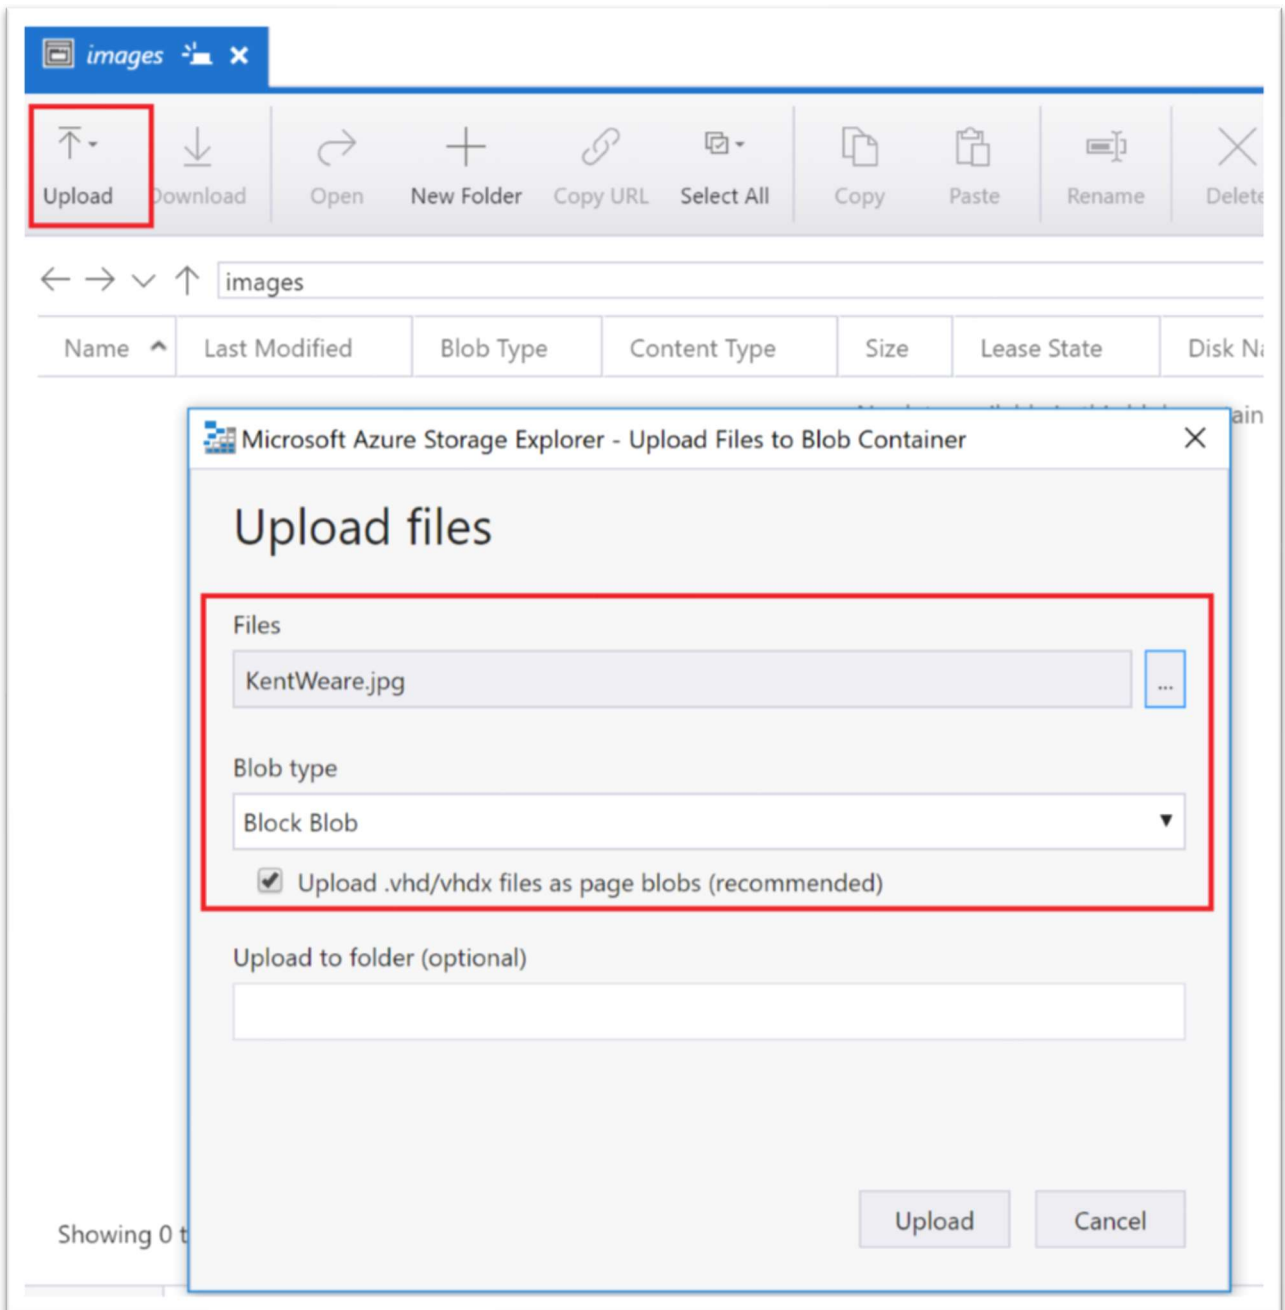 images
Upload Download Open New Folder Copy URL Select All Copy Paste Rename Delete
images
Name Last Modified Blob Type Content Type Size Lease State Disk
Microsoft Azure Storage Explorer - Upload Files to Blob Container
Upload files
Files
KentWeare.jpg
...
Blob type
Block Blob
Upload .vhd/vhdx files as page blobs (recommended)
Upload to folder (optional)
Showing 0
Upload Cancel